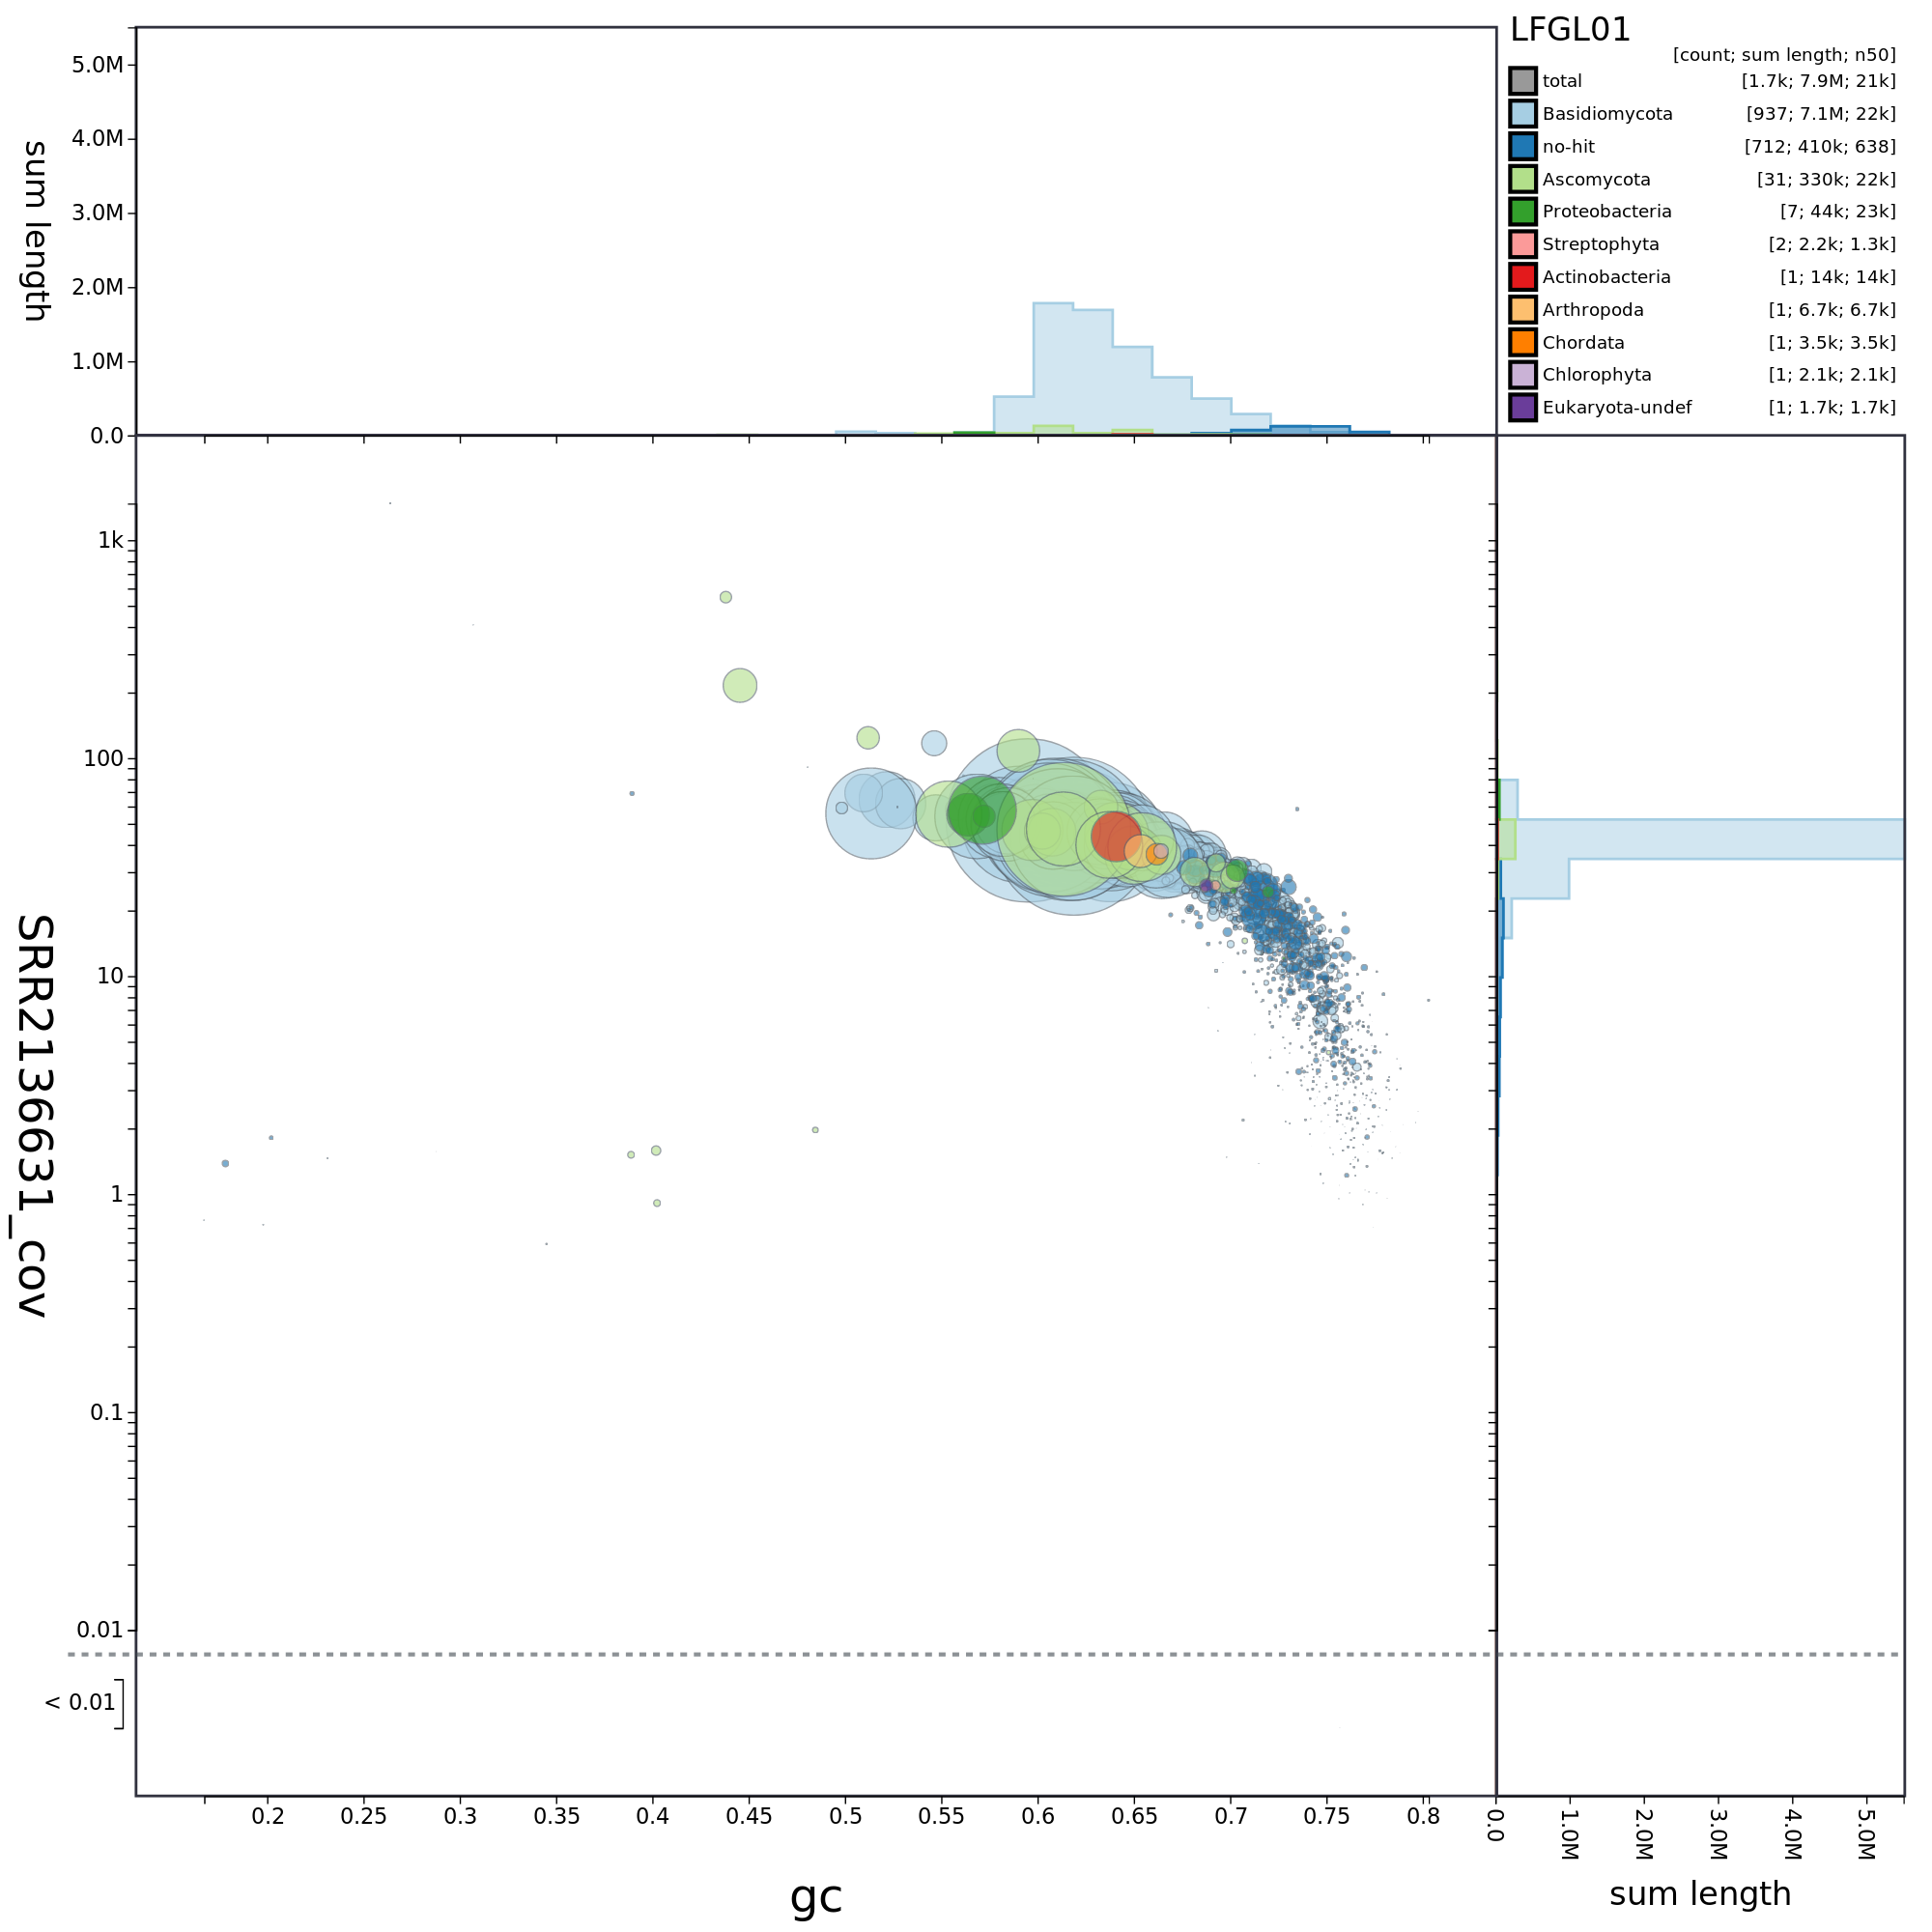 LFGL01
[count; sum length; n50]
total [1.7k; 7.9M; 21k]
Basidiomycota [937; 7.1M; 22k]
no-hit [712; 410k; 638]
Ascomycota [31; 330k; 22k]
Proteobacteria [7; 44k; 23k]
Streptophyta [2; 2.2k; 1.3k]
Actinobacteria [1; 14k; 14k]
Arthropoda [1; 6.7k; 6.7k]
Chordata [1; 3.5k; 3.5k]
Chlorophyta [1; 2.1k; 2.1k]
Eukaryota-undef [1; 1.7k; 1.7k]
sum length
5.0M
4.0M
3.0M
2.0M
1.0M
0.0
SRR2136631_cov
1k
100
10
1
0.1
0.01
< 0.01
0.2 0.25 0.3 0.35 0.4 0.45 0.5 0.55 0.6 0.65 0.7 0.75 0.8
gc
0.0 1.0M 2.0M 3.0M 4.0M 5.0M
sum length